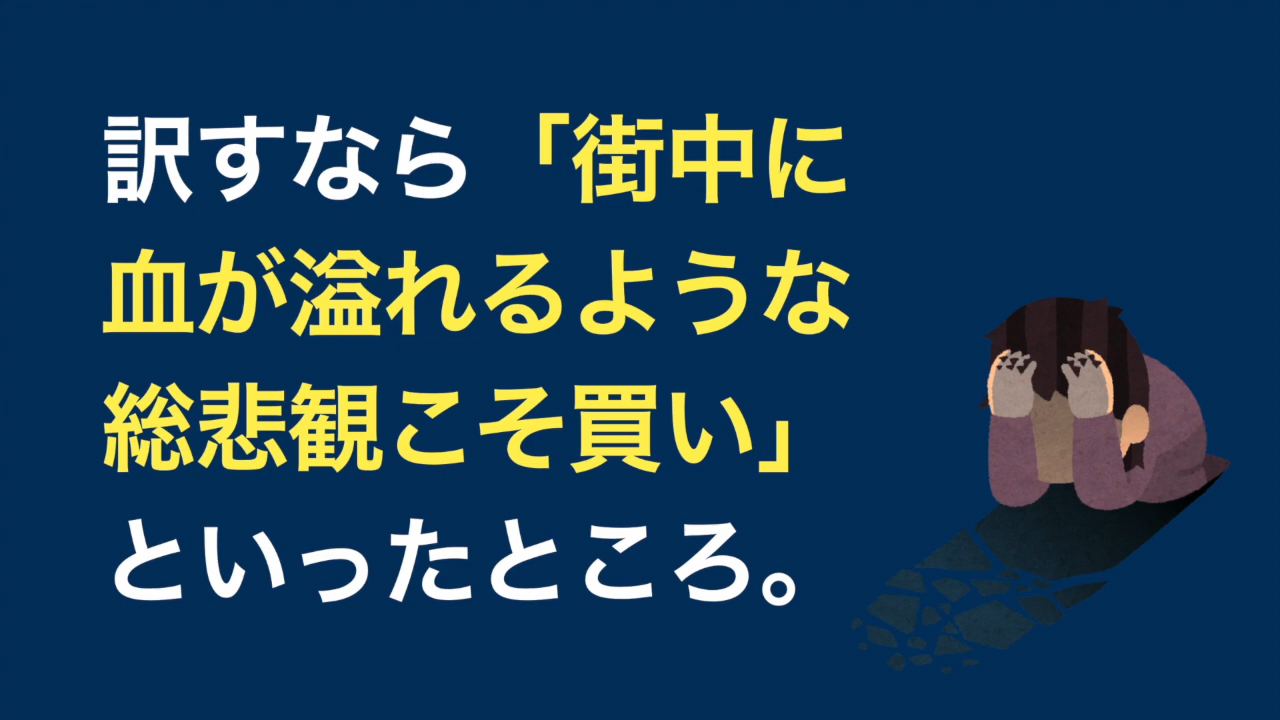 訳すなら「街中に
血が溢れるような
総悲観こそ買い」
といったところ。